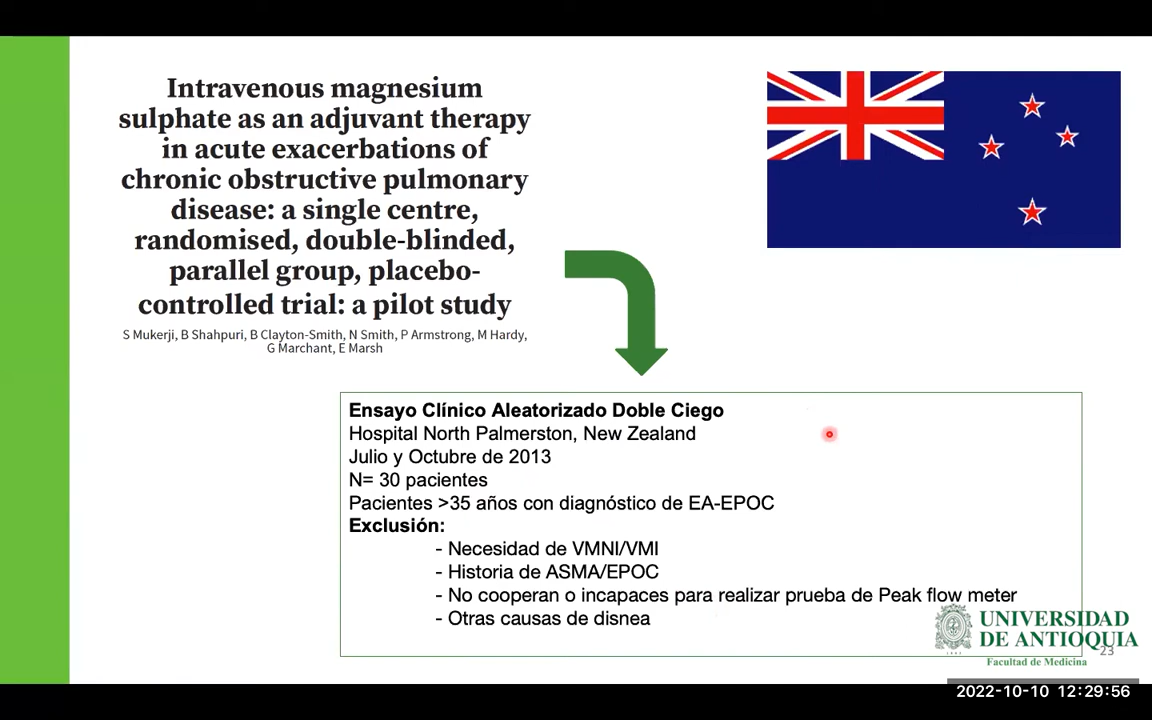 Intravenous magnesium
sulphate as an adjuvant therapy
in acute exacerbations of
chronic obstructive pulmonary
disease: a single centre,
randomised, double-blinded,
parallel group, placebo-
controlled trial: a pilot study
S Mukerji, B Shahpuri, B Clayton-Smith, N Smith, P Armstrong, M Hardy,
G Marchant, E Marsh
Ensayo Clínico Aleatorizado Doble Ciego
Hospital North Palmerston, New Zealand
Julio y Octubre de 2013
N= 30 pacientes
Pacientes >35 años con diagnóstico de EA-EPOC
Exclusión:
- Necesidad de VMNI/VMI
- Historia de ASMA/EPOC
- No cooperan o incapaces para realizar prueba de Peak flow meter
- Otras causas de disnea
UNIVERSIDAD
DE ANTIOQUIA
Facultad de Medicina
23
2022-10-10 12:29:56